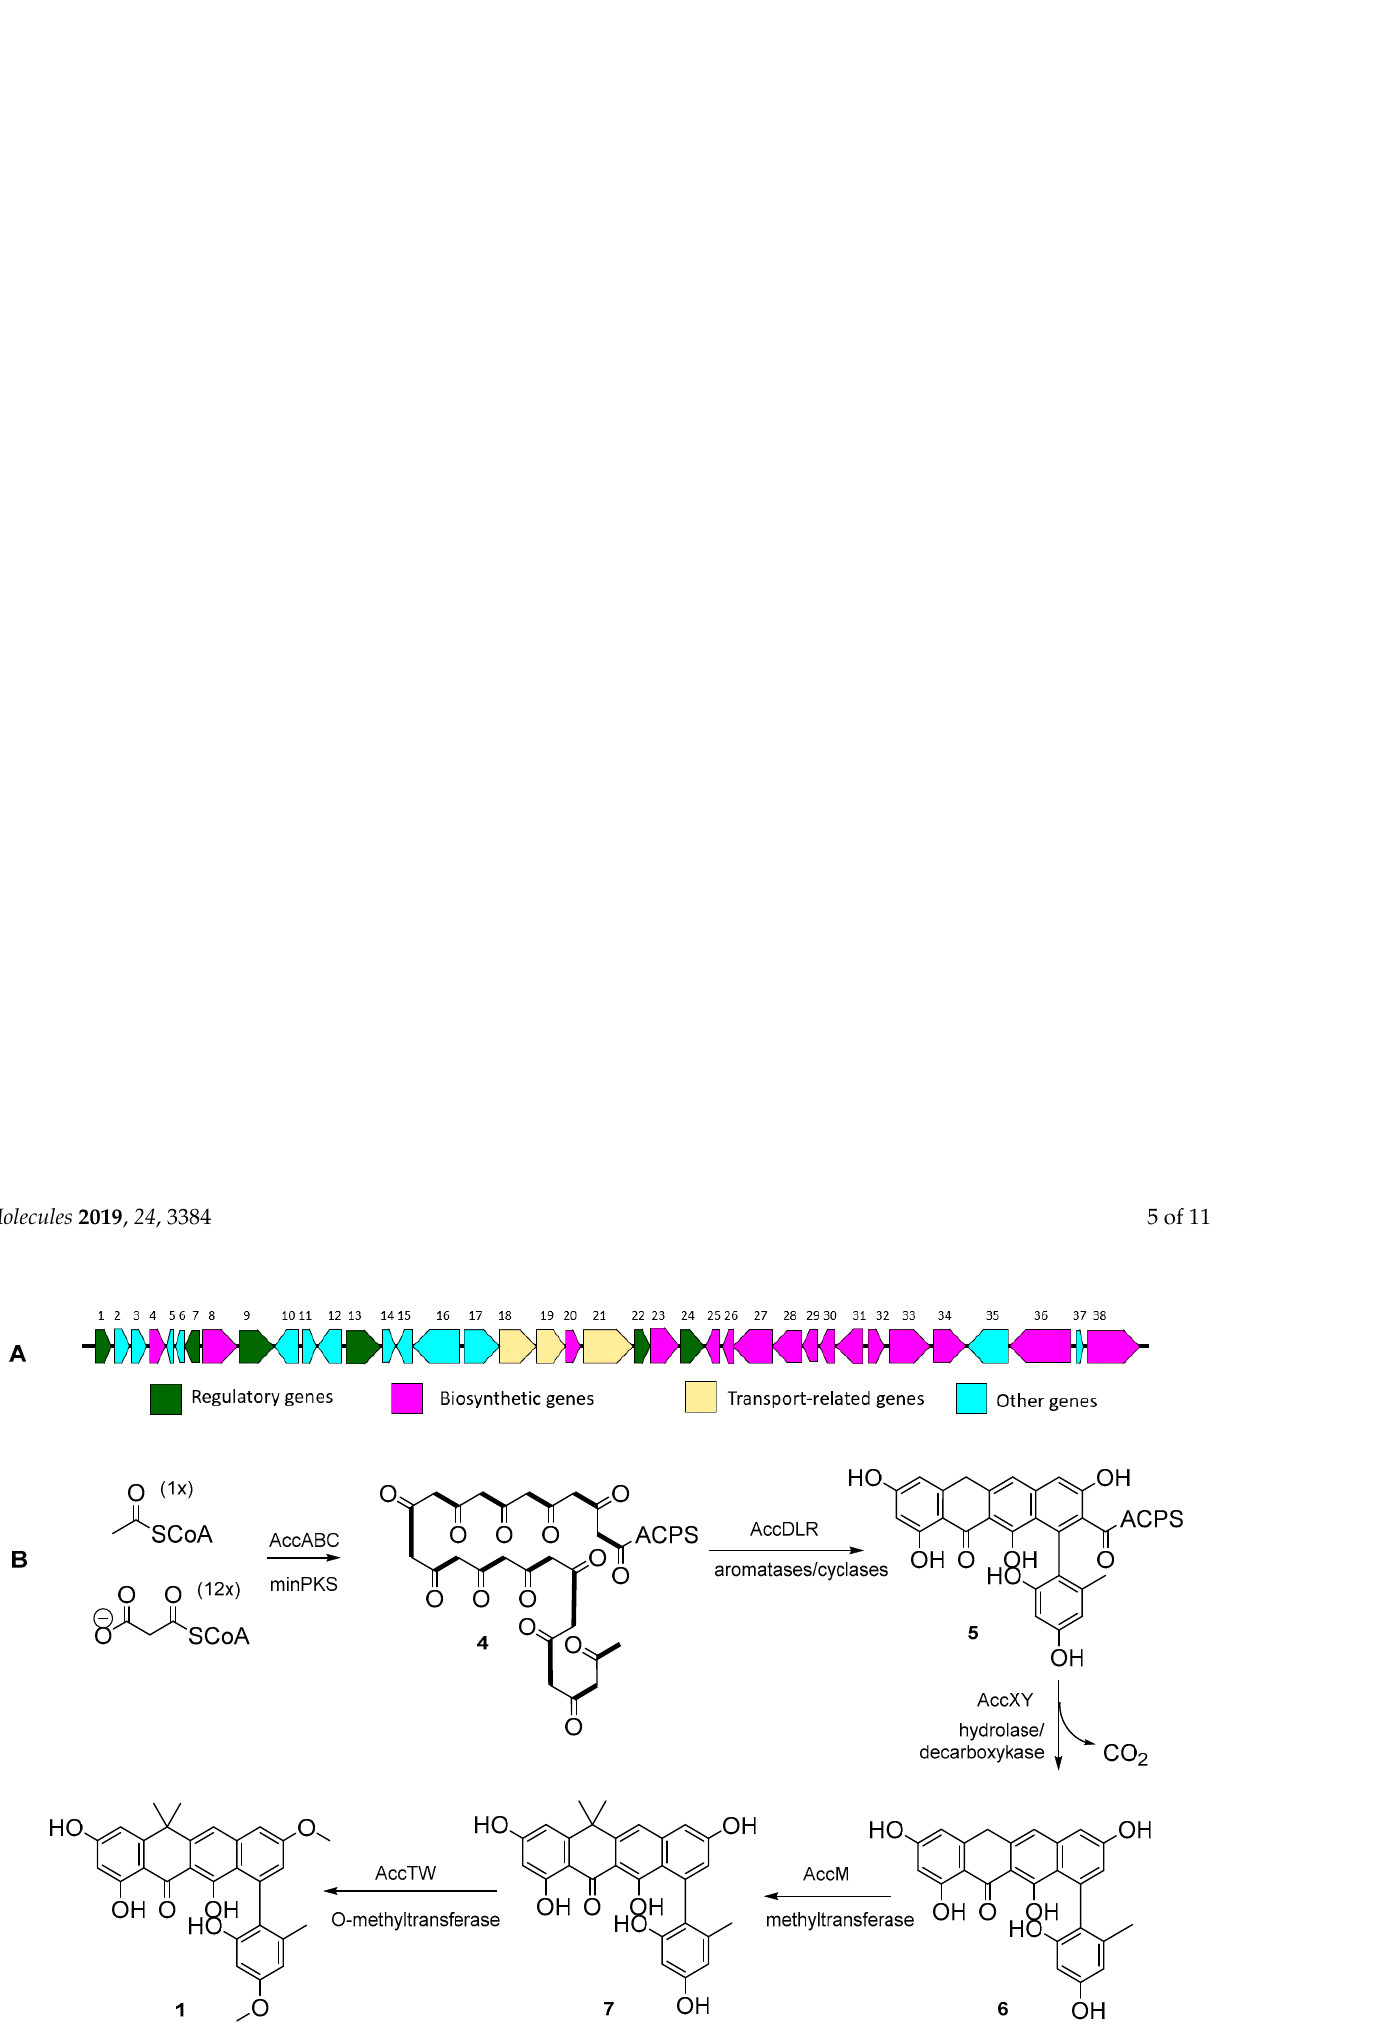 olecules 2019, 24, 3384
5 of 11
1 2 3 4 5 6 7 8 9 10 11 12 13 14 15 16 17 18 19 20 21 22 23 24 25 26 27 28 29 30 31 32 33 34 35 36 37 38
A
Regulatory genes
Biosynthetic genes
Transport-related genes
Other genes
B
O
(1x)
SCoA
O O
(12x)
O SCoA
AccABC
minPKS
O O
O O O
ACPS
O
O
O O O
O
O
O
4
AccDLR
aromatases/cyclases
HO OH
ACPS
OH O OH O
HO
OH
5
AccXY
hydrolase/
decarboxykase
CO2
HO OH
OH O OH
HO
OH
6
AccM
methyltransferase
HO OH
OH O OH
HO
OH
7
AccTW
O-methyltransferase
HO O
OH O OH
HO
O
1